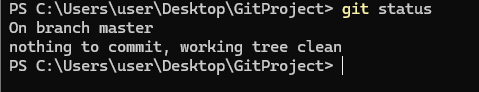 PS C:\Users\user\Desktop\GitProject> git status
On branch master
nothing to commit, working tree clean
PS C:\Users\user\Desktop\GitProject>